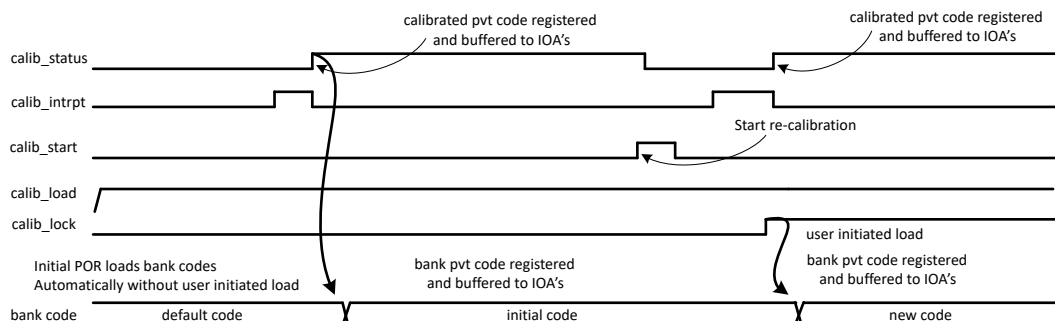 calibrated pvt code registered
and buffered to IOA's
calibrated pvt code registered
and buffered to IOA's
calib_status
calib_intrpt
Start re-calibration
calib_start
calib_load
calib_lock
user initiated load
Initial POR loads bank codes
Automatically without user initiated load
bank pvt code registered
and buffered to IOA's
bank pvt code registered
and buffered to IOA's
bank code
default code
initial code
new code